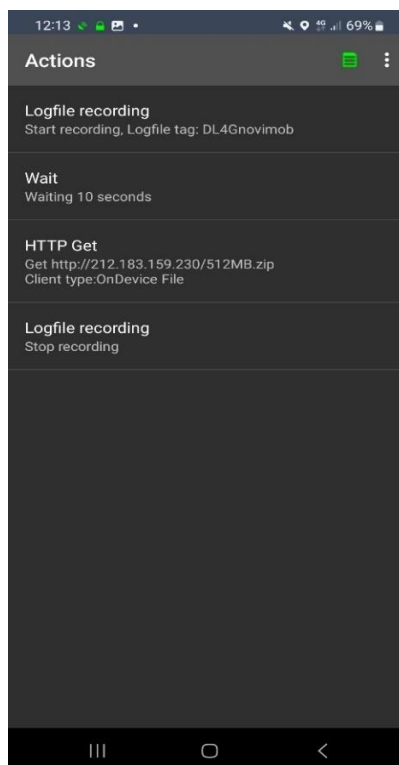 12:13
4G 69%
Actions
Logfile recording
Start recording, Logfile tag: DL4Gnovimob
Wait
Waiting 10 seconds
HTTP Get
Get http://212.183.159.230/512MB.zip
Client type:OnDevice File
Logfile recording
Stop recording